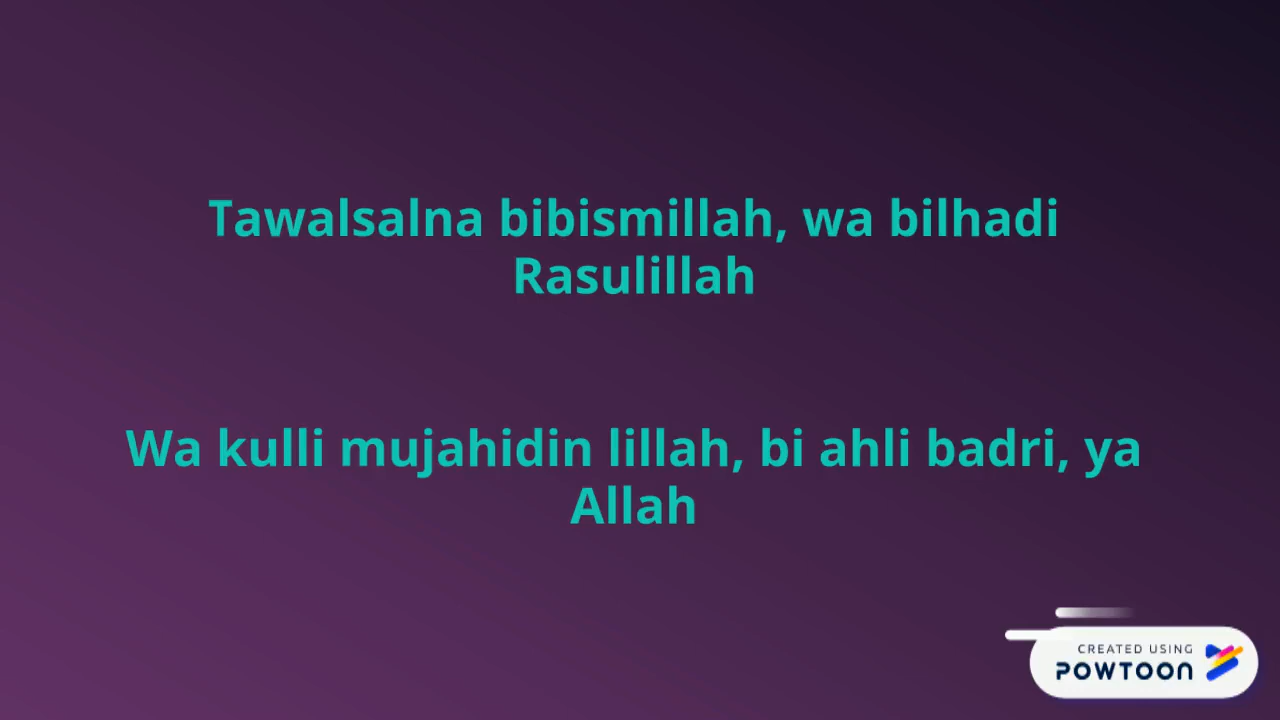 Tawalsalna bibismillah, wa bilhadi
Rasulillah
Wa kulli mujahidin lillah, bi ahli badri, ya
Allah
CREATED USING
POWTOON